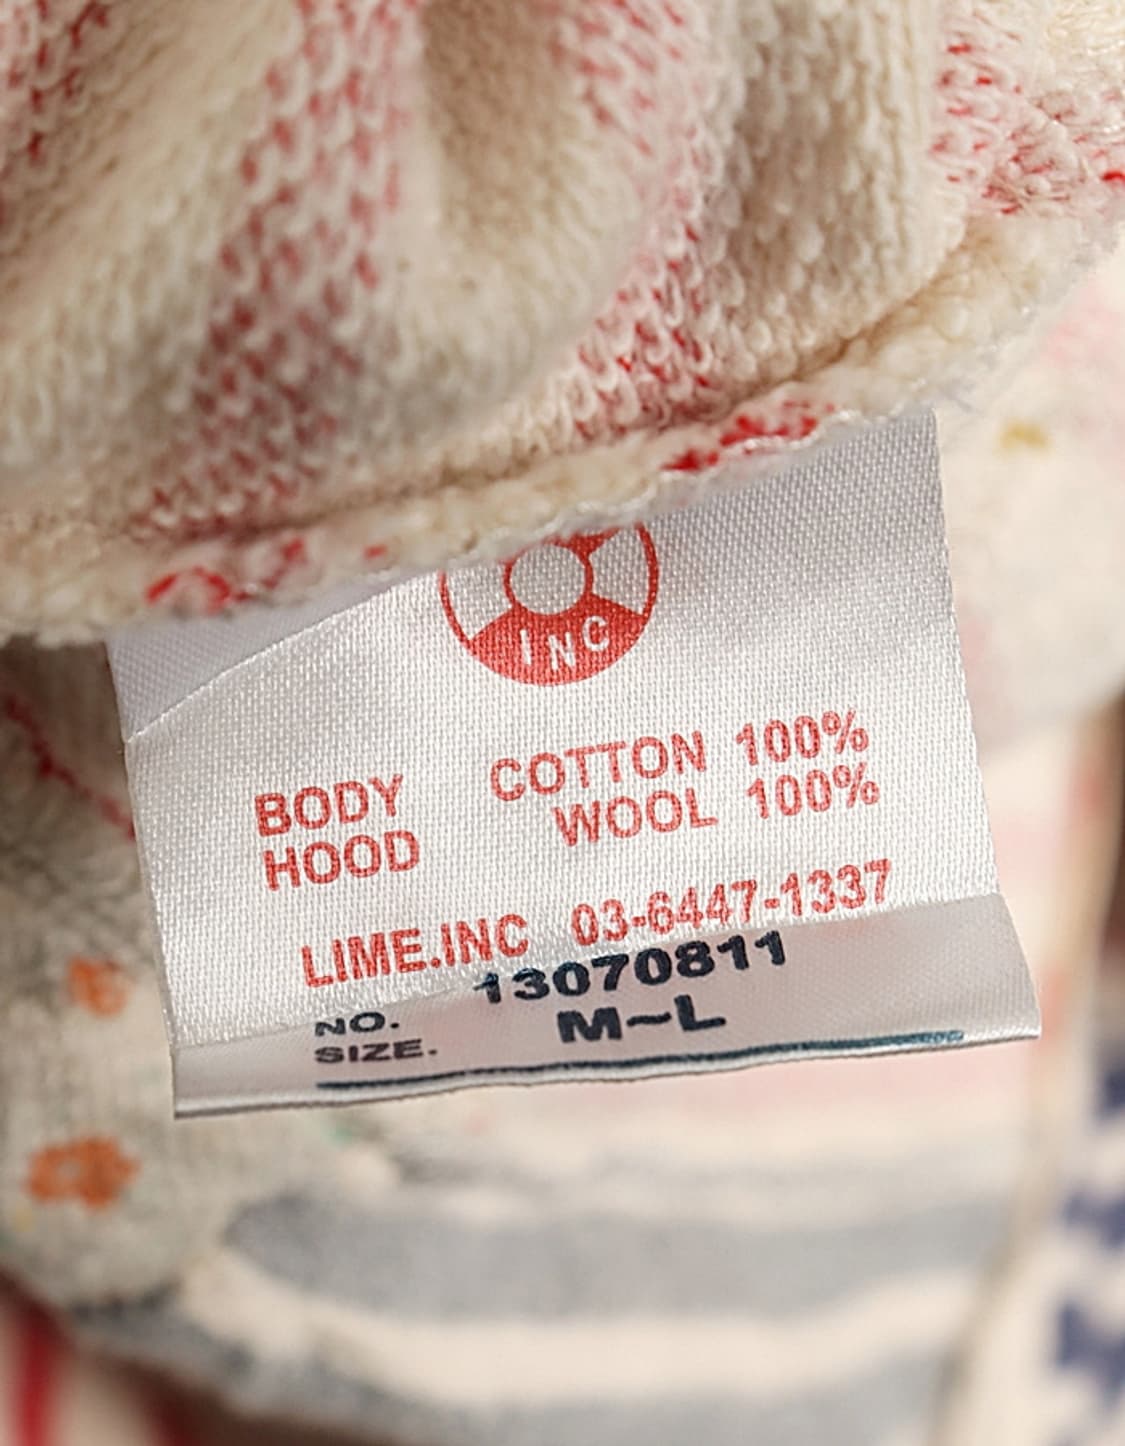 INC
BODY COTTON 100%
HOOD WOOL 100%
LIME.INC 03-6447-1337
NO. 13070811
SIZE. M~L